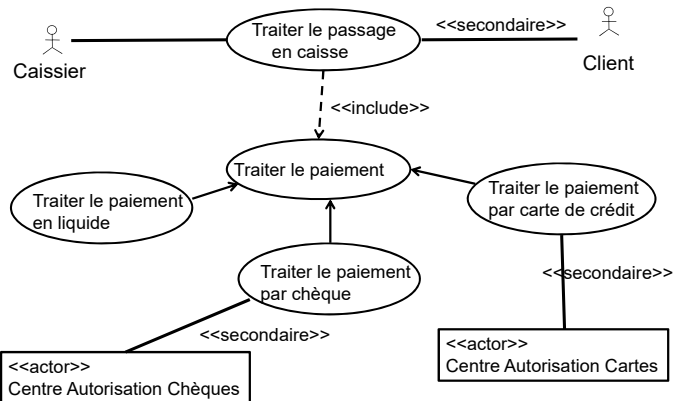 Traiter le passage
en caisse
<<secondaire>>
Caissier
Client
<<include>>
Traiter le paiement
Traiter le paiement
en liquide
Traiter le paiement
par carte de crédit
Traiter le paiement
par chèque
<<secondaire>>
<<secondaire>>
<<actor>>
Centre Autorisation Cartes
<<actor>>
Centre Autorisation Chèques